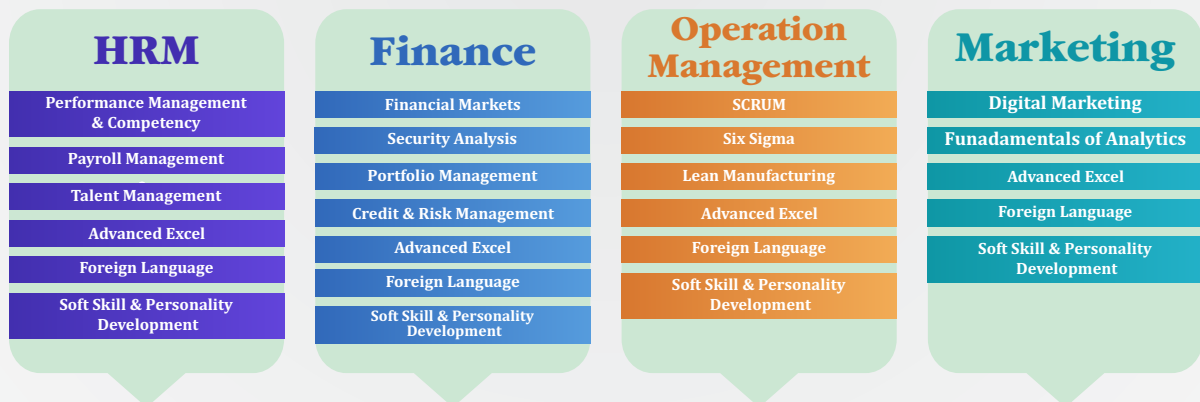 HRM
Performance Management
& Competency
Payroll Management
Talent Management
Advanced Excel
Foreign Language
Soft Skill & Personality
Development
Finance
Financial Markets
Security Analysis
Portfolio Management
Credit & Risk Management
Advanced Excel
Foreign Language
Soft Skill & Personality
Development
Operation
Management
SCRUM
Six Sigma
Lean Manufacturing
Advanced Excel
Foreign Language
Soft Skill & Personality
Development
Marketing
Digital Marketing
Funadamentals of Analytics
Advanced Excel
Foreign Language
Soft Skill & Personality
Development